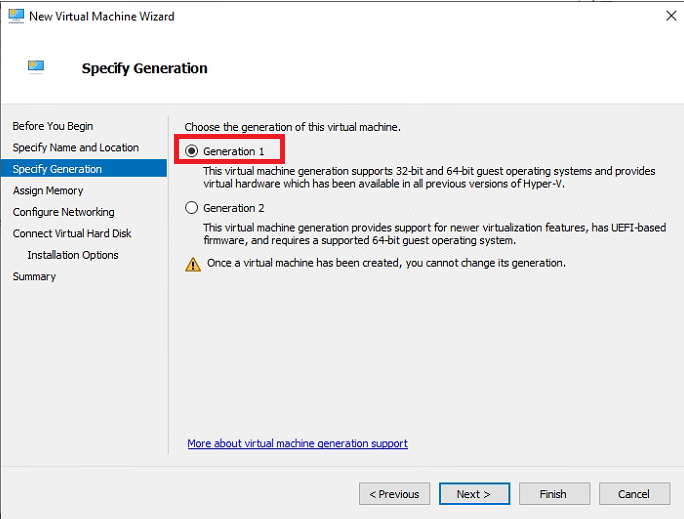 New Virtual Machine Wizard
Specify Generation
Before You Begin
Specify Name and Location
Specify Generation
Assign Memory
Configure Networking
Connect Virtual Hard Disk
Installation Options
Summary
Choose the generation of this virtual machine.
Generation 1
This virtual machine generation supports 32-bit and 64-bit guest operating systems and provides
virtual hardware which has been available in all previous versions of Hyper-V.
Generation 2
This virtual machine generation provides support for newer virtualization features, has UEFI-based
firmware, and requires a supported 64-bit guest operating system.
Once a virtual machine has been created, you cannot change its generation.
More about virtual machine generation support
< Previous
Next >
Finish
Cancel